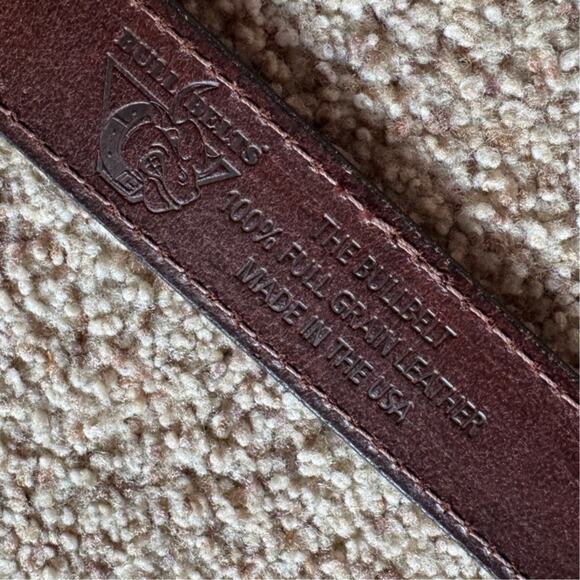 BULL BELTS
THE BULLBELT
100% FULL GRAIN LEATHER
MADE IN THE USA